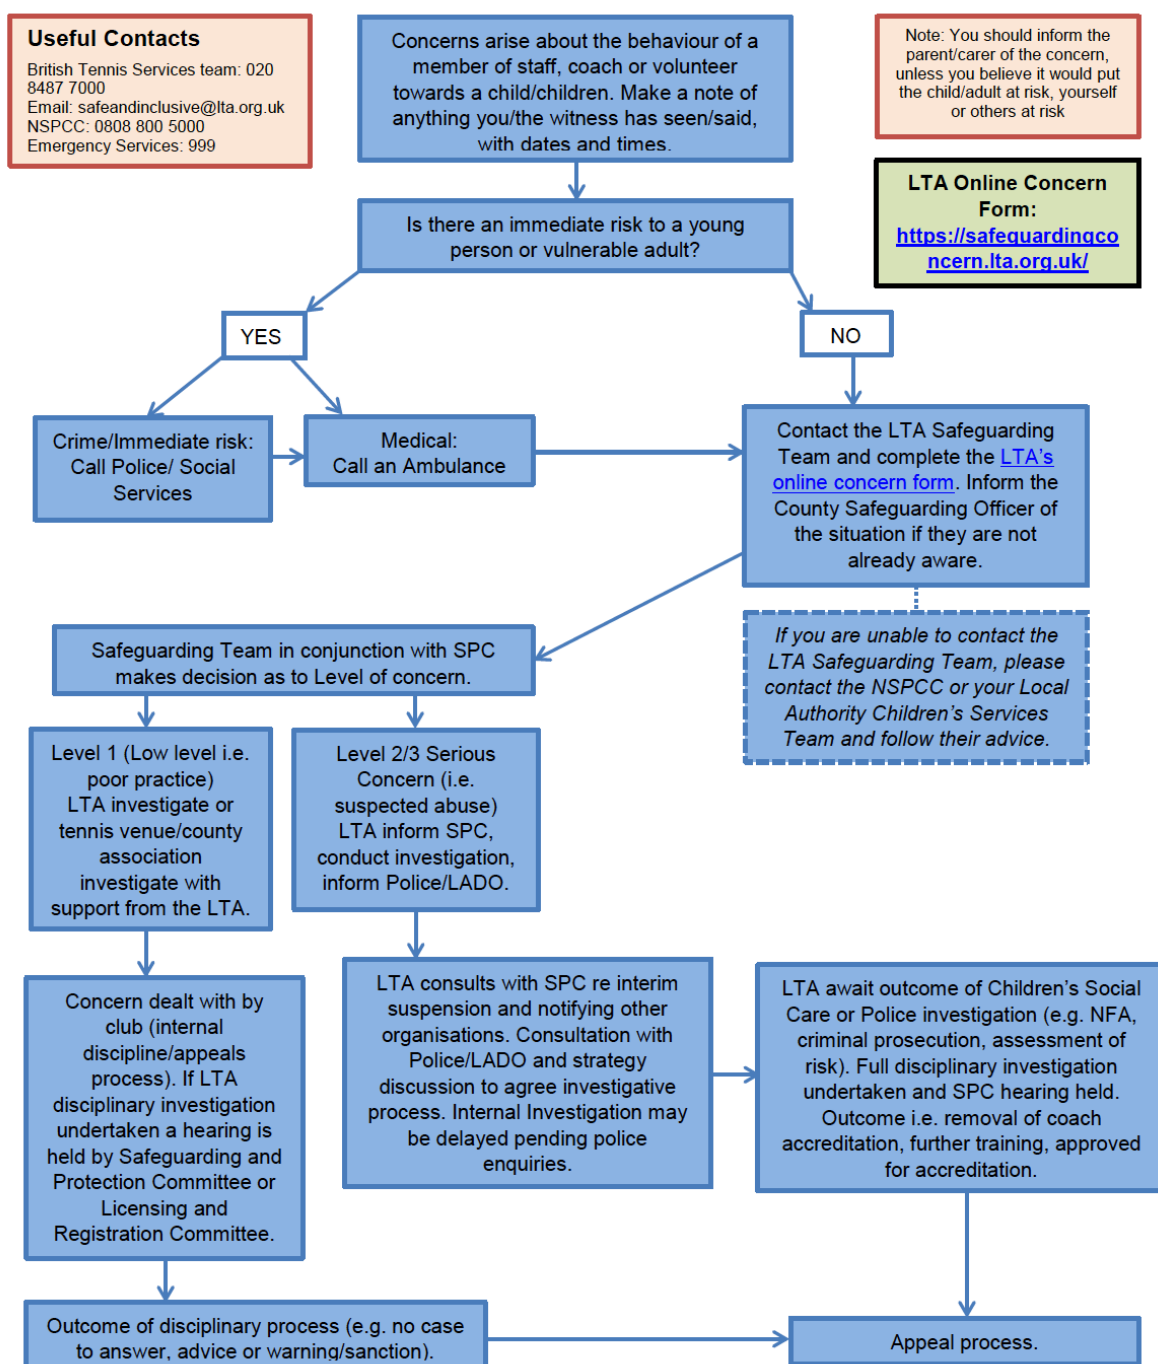 Useful Contacts
British Tennis Services team: 020
8487 7000
Email: safeandinclusive@lta.org.uk
NSPCC: 0808 800 5000
Emergency Services: 999
Concerns arise about the behaviour of a
member of staff, coach or volunteer
towards a child/children. Make a note of
anything you/the witness has seen/said,
with dates and times.
Note: You should inform the
parent/carer of the concern,
unless you believe it would put
the child/adult at risk, yourself
or others at risk
LTA Online Concern
Form:
https://safeguardingco
ncern.lta.org.uk/
Is there an immediate risk to a young
person or vulnerable adult?
YES
NO
Crime/Immediate risk:
Call Police/ Social
Services
Medical:
Call an Ambulance
Contact the LTA Safeguarding
Team and complete the LTA's
online concern form. Inform the
County Safeguarding Officer of
the situation if they are not
already aware.
If you are unable to contact the
LTA Safeguarding Team, please
contact the NSPCC or your Local
Authority Children's Services
Team and follow their advice.
Safeguarding Team in conjunction with SPC
makes decision as to Level of concern.
Level 1 (Low level i.e.
poor practice)
LTA investigate or
tennis venue/county
association
investigate with
support from the LTA.
Level 2/3 Serious
Concern (i.e.
suspected abuse)
LTA inform SPC,
conduct investigation,
inform Police/LADO.
Concern dealt with by
club (internal
discipline/appeals
process). If LTA
disciplinary investigation
undertaken a hearing is
held by Safeguarding and
Protection Committee or
Licensing and
Registration Committee.
LTA consults with SPC re interim
suspension and notifying other
organisations. Consultation with
Police/LADO and strategy
discussion to agree investigative
process. Internal Investigation may
be delayed pending police
enquiries.
LTA await outcome of Children's Social
Care or Police investigation (e.g. NFA,
criminal prosecution, assessment of
risk). Full disciplinary investigation
undertaken and SPC hearing held.
Outcome i.e. removal of coach
accreditation, further training, approved
for accreditation.
Outcome of disciplinary process (e.g. no case
to answer, advice or warning/sanction).
Appeal process.